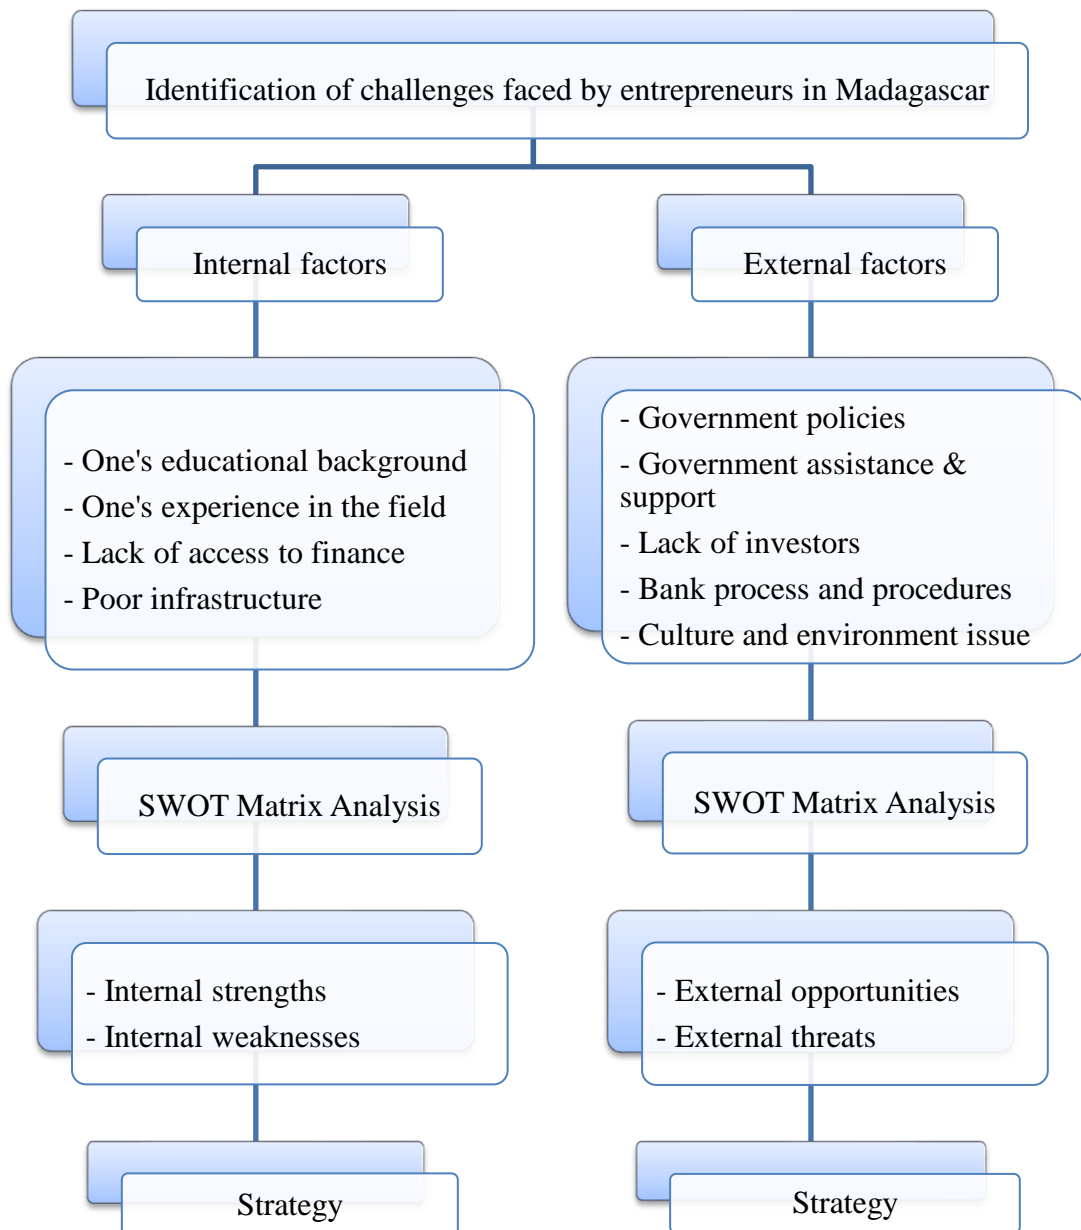 Identification of challenges faced by entrepreneurs in Madagascar
Internal factors
External factors
- One's educational background
- One's experience in the field
- Lack of access to finance
- Poor infrastructure
- Government policies
- Government assistance &
support
- Lack of investors
- Bank process and procedures
- Culture and environment issue
SWOT Matrix Analysis
SWOT Matrix Analysis
- Internal strengths
- Internal weaknesses
- External opportunities
- External threats
Strategy
Strategy